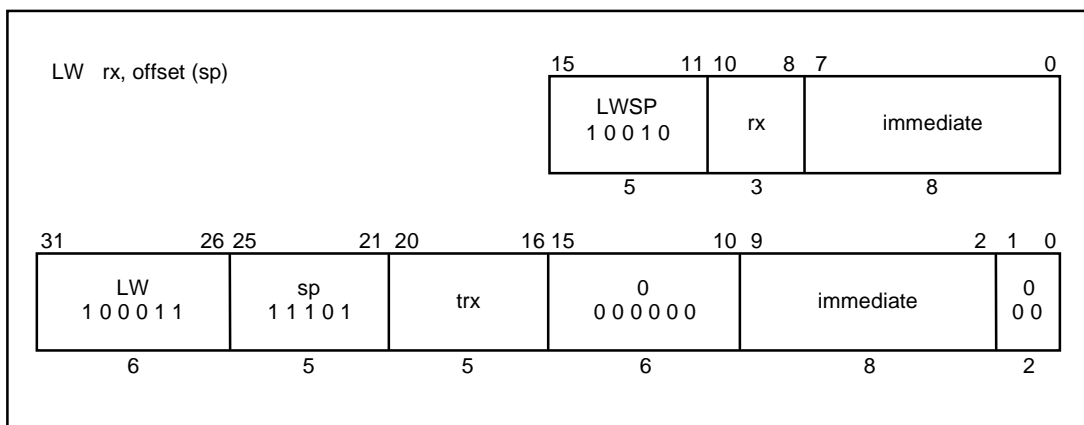 LW rx, offset (sp)
15 11 10 8 7 0
LWSP rx immediate
1 0 0 1 0
5 3 8
31 26 25 21 20 16 15 10 9 2 1 0
LW sp trx 0 immediate 0
1 0 0 0 1 1 1 1 1 0 1 0 0 0 0 0 0 0 0
6 5 5 6 8 2